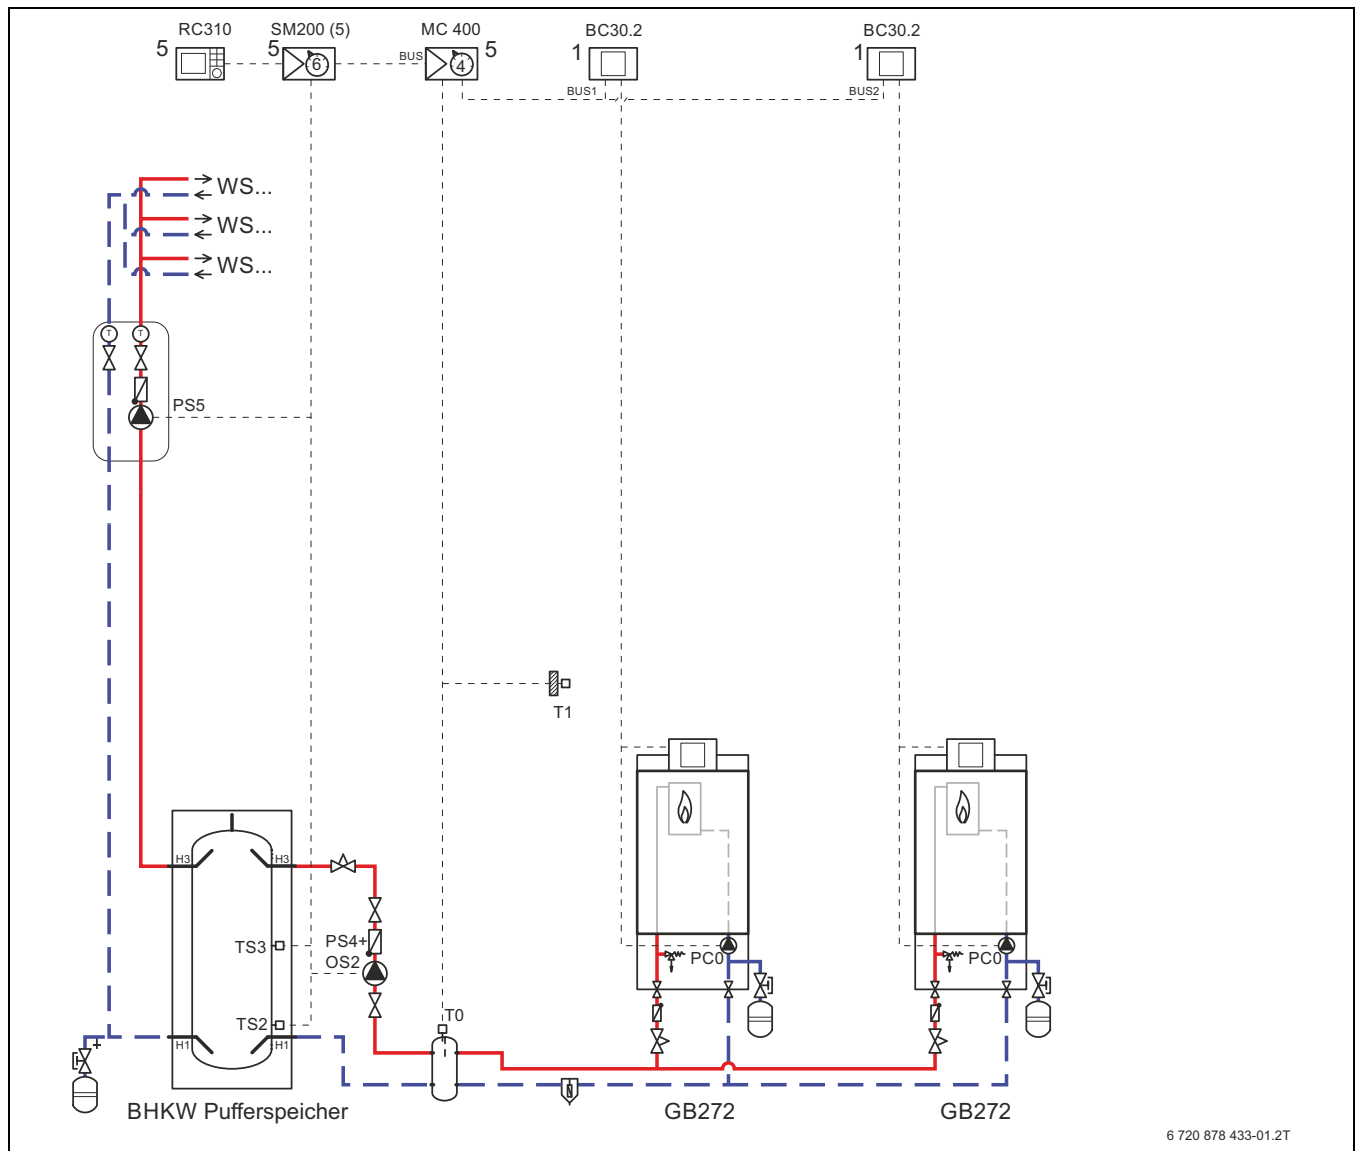 RC310 SM200 (5) MC 400 BC30.2 BC30.2
5 5 6 BUS 4 5 1 1
BUS1 BUS2
WS...
WS...
WS...
T T
PS5
T1
H3 H3
TS3 PS4+
OS2
PC0 PC0
TS2 T0
H1 H1
BHKW Pufferspeicher GB272 GB272
6 720 878 433-01.2T